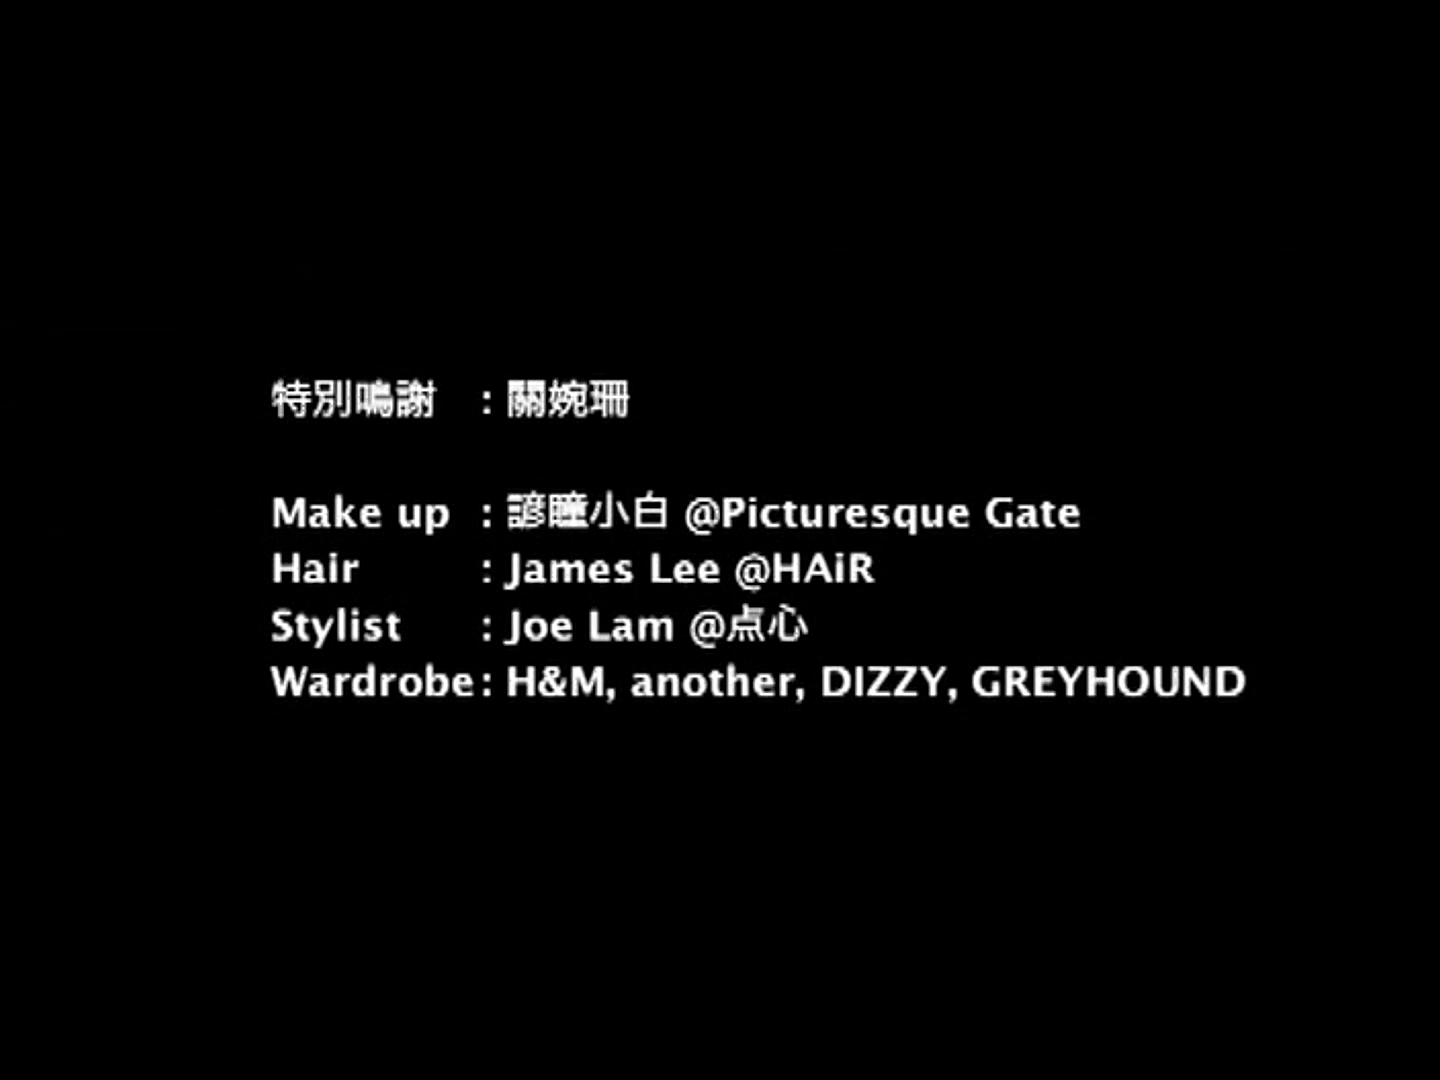 特別鳴謝 : 關婉珊
Make up : 諺瞳小白 @Picturesque Gate
Hair : James Lee @HAiR
Stylist : Joe Lam @点心
Wardrobe : H&M, another, DIZZY, GREYHOUND